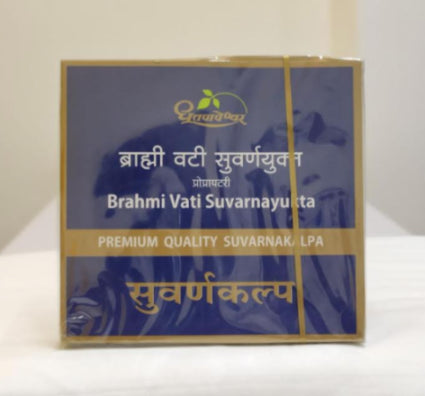 धूतपापेश्वर
ब्राह्मी वटी सुवर्णयुक्त
प्रोप्रायटरी
Brahmi Vati Suvarnayukta
PREMIUM QUALITY SUVARNAKALPA
सुवर्णकल्प